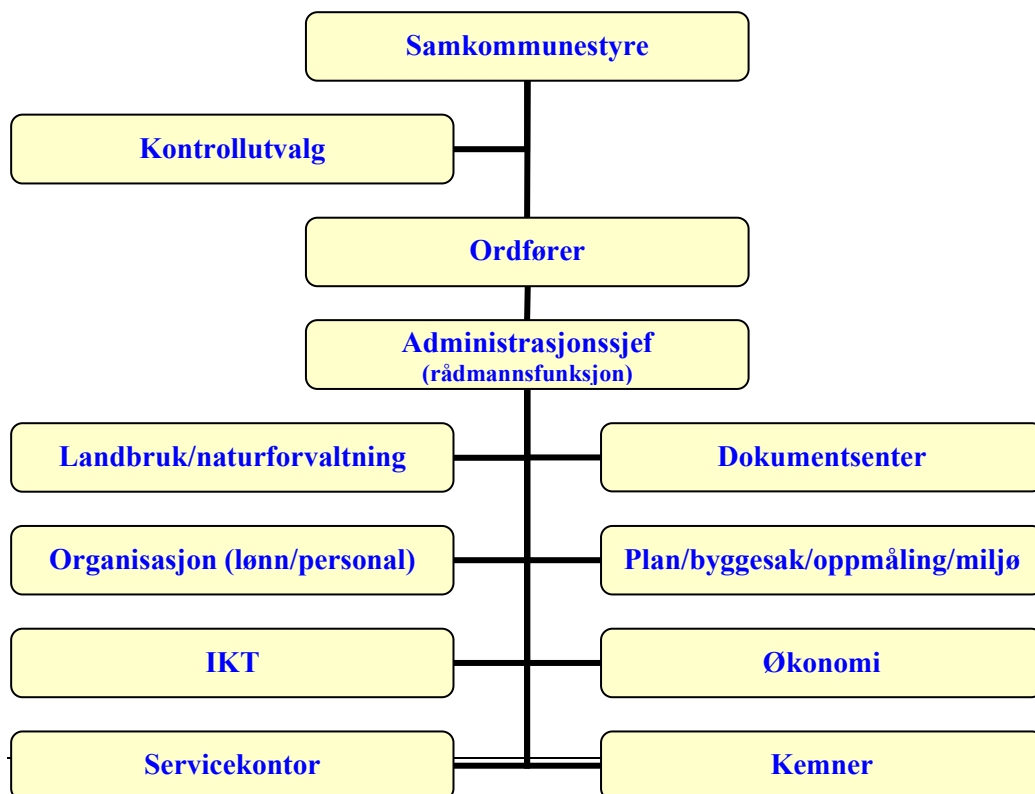 Samkommunestyre
Kontrollutvalg
Ordfører
Administrasjonssjef
(rådmannsfunksjon)
Landbruk/naturforvaltning
Dokumentsenter
Organisasjon (lønn/personal)
Plan/byggesak/oppmåling/miljø
IKT
Økonomi
Servicekontor
Kemner